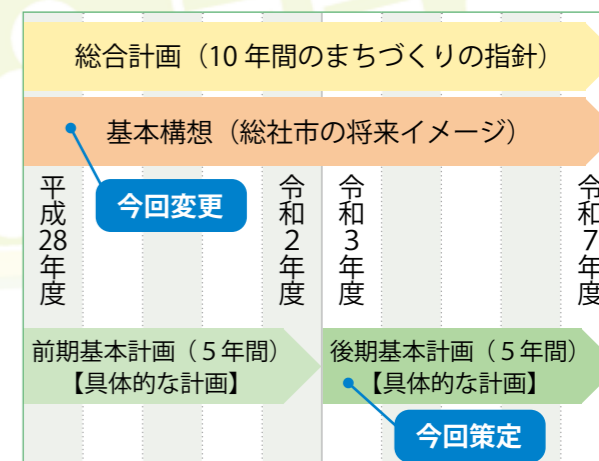 総合計画（10年間のまちづくりの指針）
基本構想（総社市の将来イメージ）
今回変更
平成28年度
令和2年度
令和3年度
令和7年度
前期基本計画（5年間）
【具体的な計画】
後期基本計画（5年間）
【具体的な計画】
今回策定